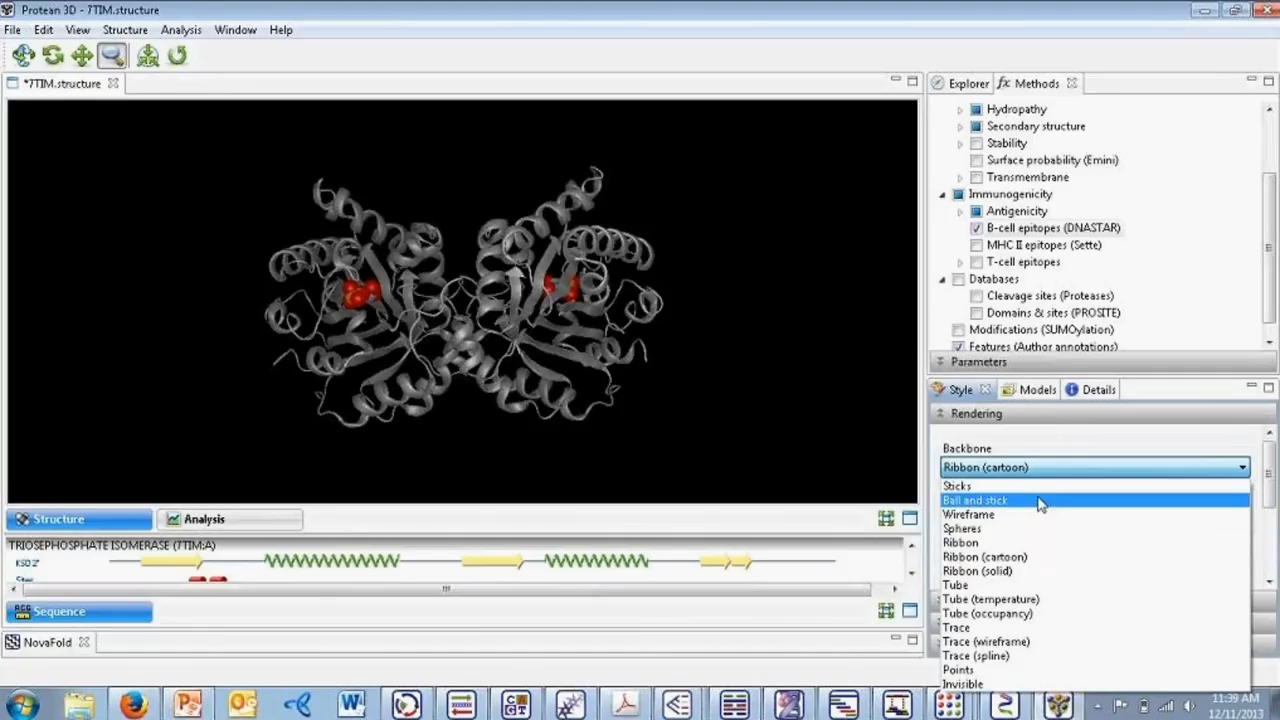 Protean 3D - 7TIM.structure
File Edit View Structure Analysis Window Help
*7TIM.structure
Explorer Methods
Hydropathy
Secondary structure
Stability
Surface probability (Emini)
Transmembrane
Immunogenicity
Antigenicity
B-cell epitopes (DNASTAR)
MHC II epitopes (Sette)
T-cell epitopes
Databases
Cleavage sites (Proteases)
Domains & sites (PROSITE)
Modifications (SUMOylation)
Features (Author annotations)
Parameters
Style Models Details
Rendering
Backbone
Ribbon (cartoon)
Sticks
Ball and stick
Wireframe
Spheres
Ribbon
Ribbon (cartoon)
Ribbon (solid)
Tube
Tube (temperature)
Tube (occupancy)
Trace
Trace (wireframe)
Trace (spline)
Points
Invisible
Structure Analysis
TRIOSEPHOSPHATE ISOMERASE (7TIM:A)
Sequence
NovaFold
11:39 AM
12/11/2013